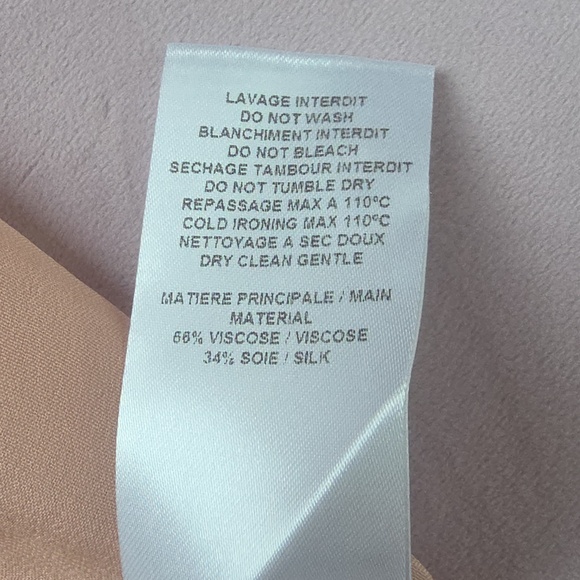 LAVAGE INTERDIT
DO NOT WASH
BLANCHIMENT INTERDIT
DO NOT BLEACH
SECHAGE TAMBOUR INTERDIT
DO NOT TUMBLE DRY
REPASSAGE MAX A 110°C
COLD IRONING MAX 110°C
NETTOYAGE A SEC DOUX
DRY CLEAN GENTLE
MATIERE PRINCIPALE / MAIN
MATERIAL
66% VISCOSE / VISCOSE
34% SOIE / SILK